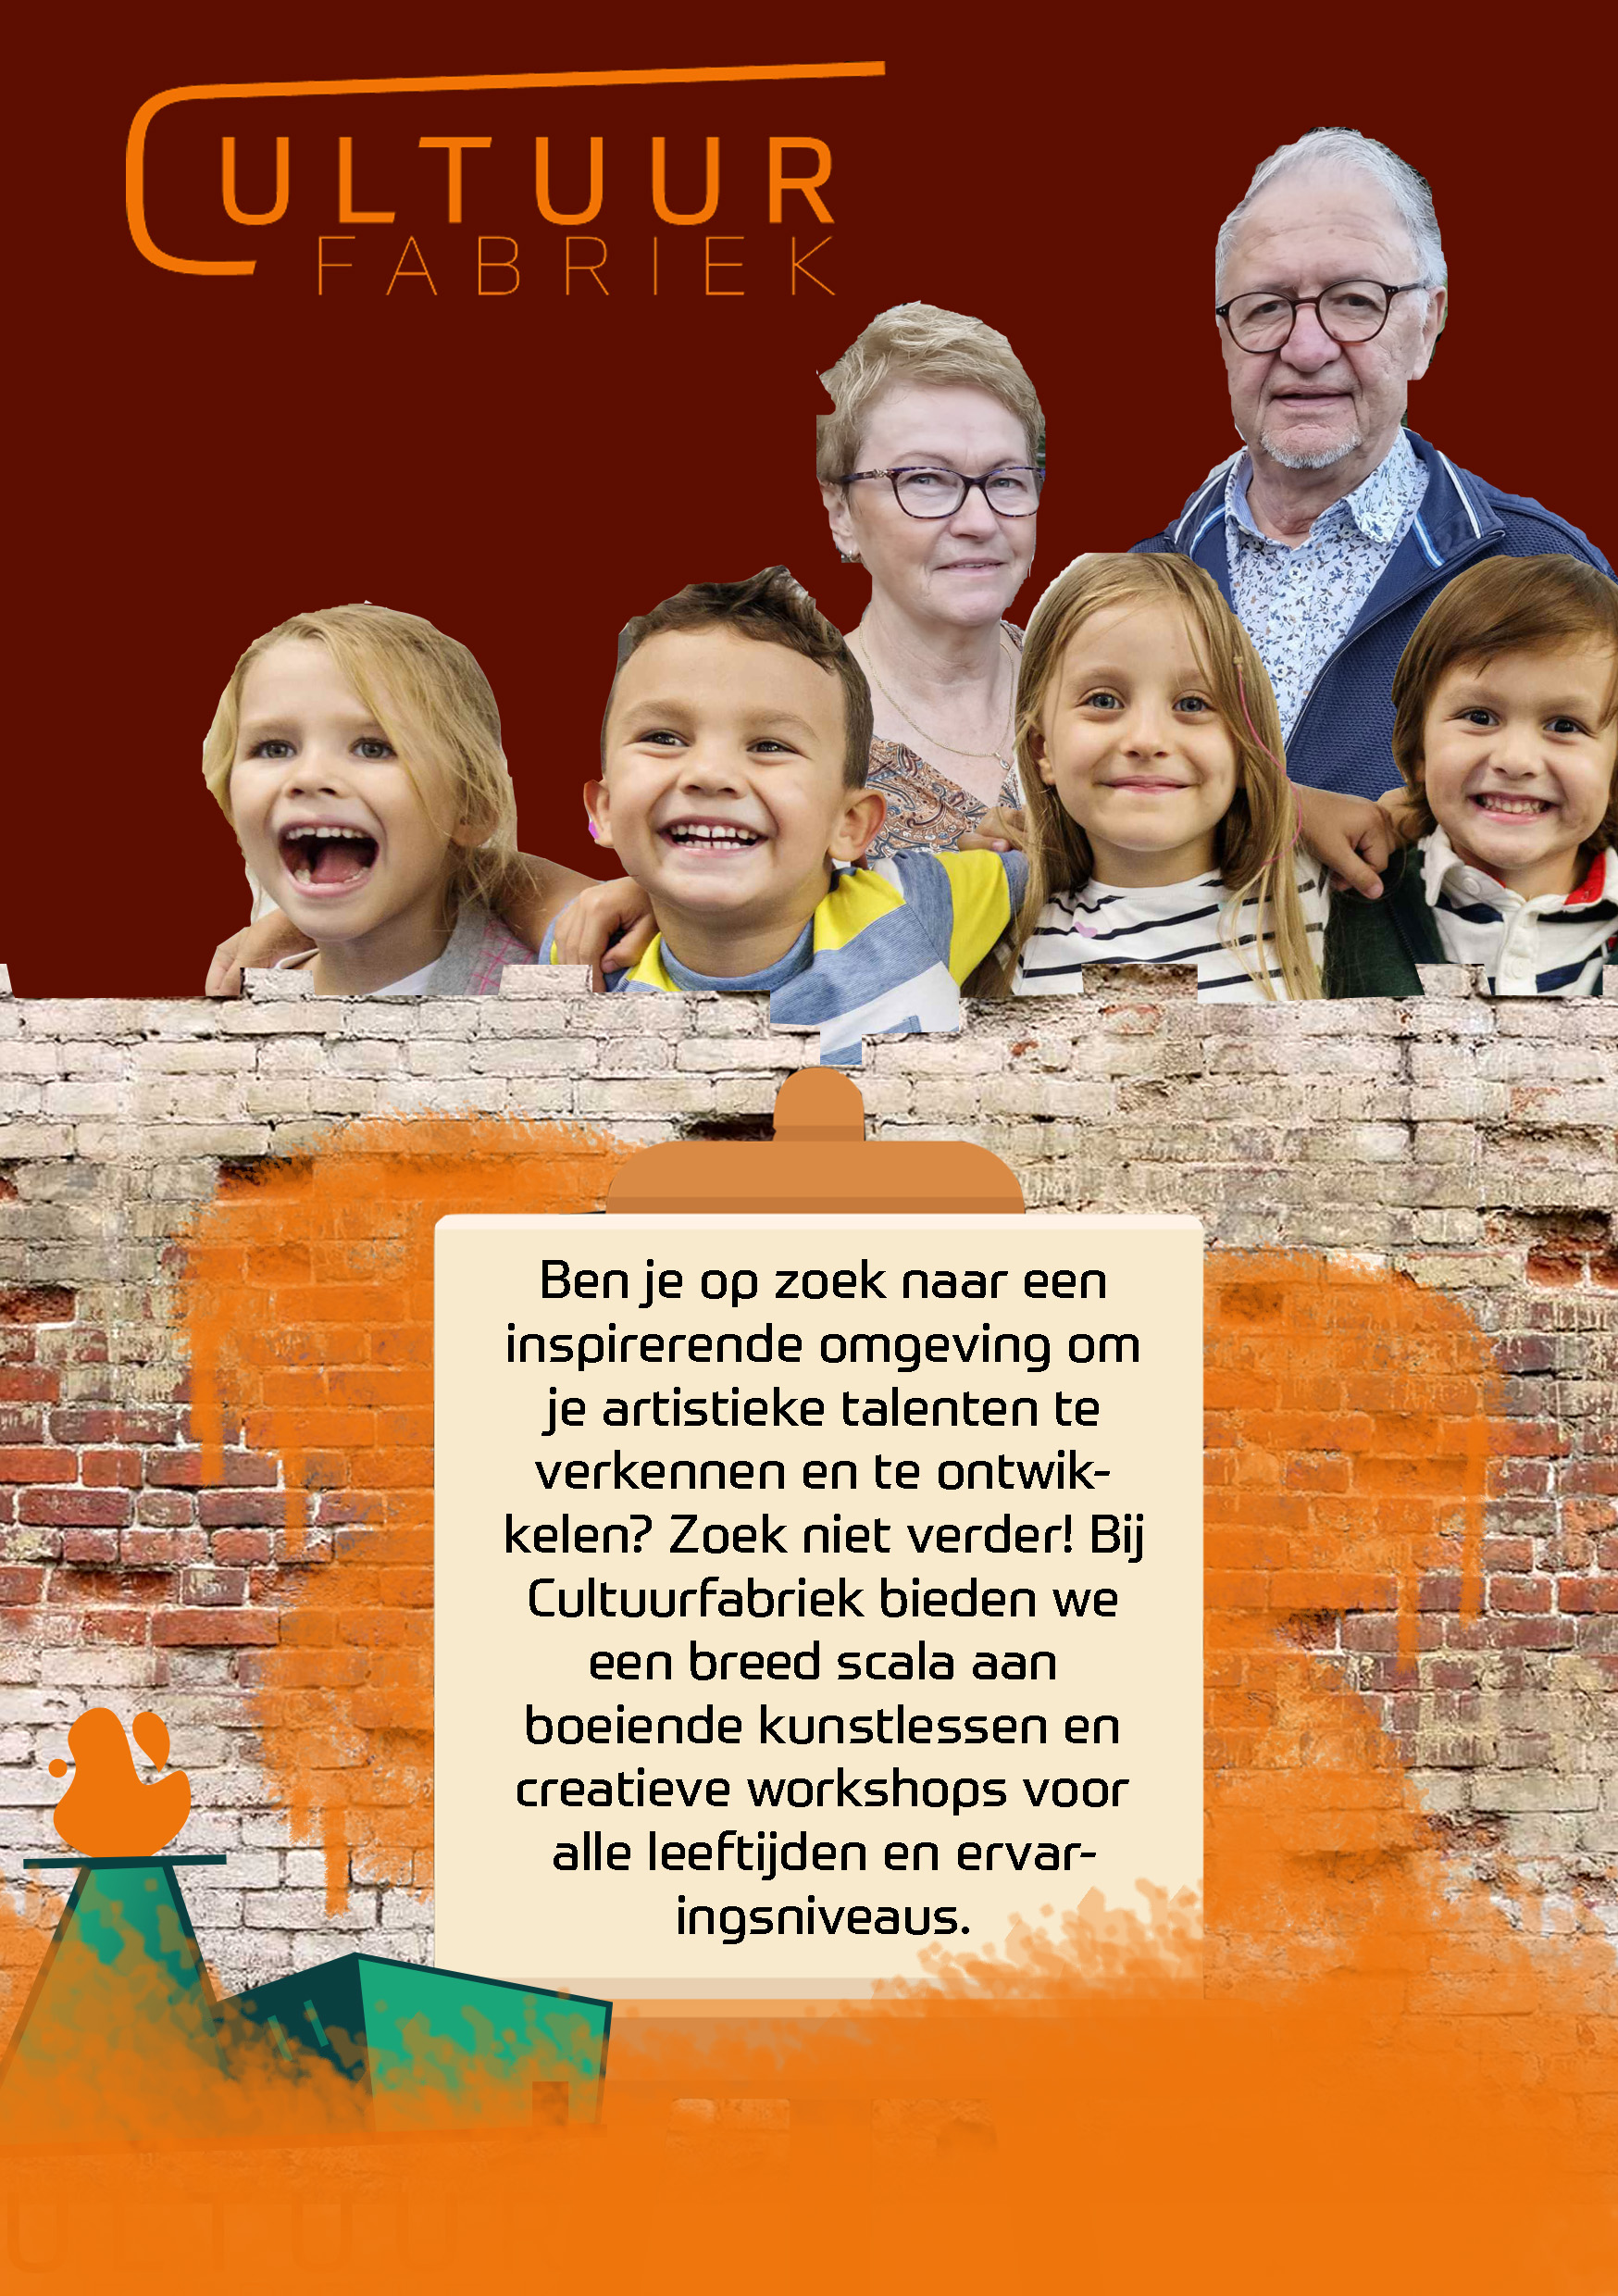 CULTUUR
FABRIEK
Ben je op zoek naar een
inspirerende omgeving om
je artistieke talenten te
verkennen en te ontwik-
kelen? Zoek niet verder! Bij
Cultuurfabriek bieden we
een breed scala aan
boeiende kunstlessen en
creatieve workshops voor
alle leeftijden en ervar-
ingsniveaus.